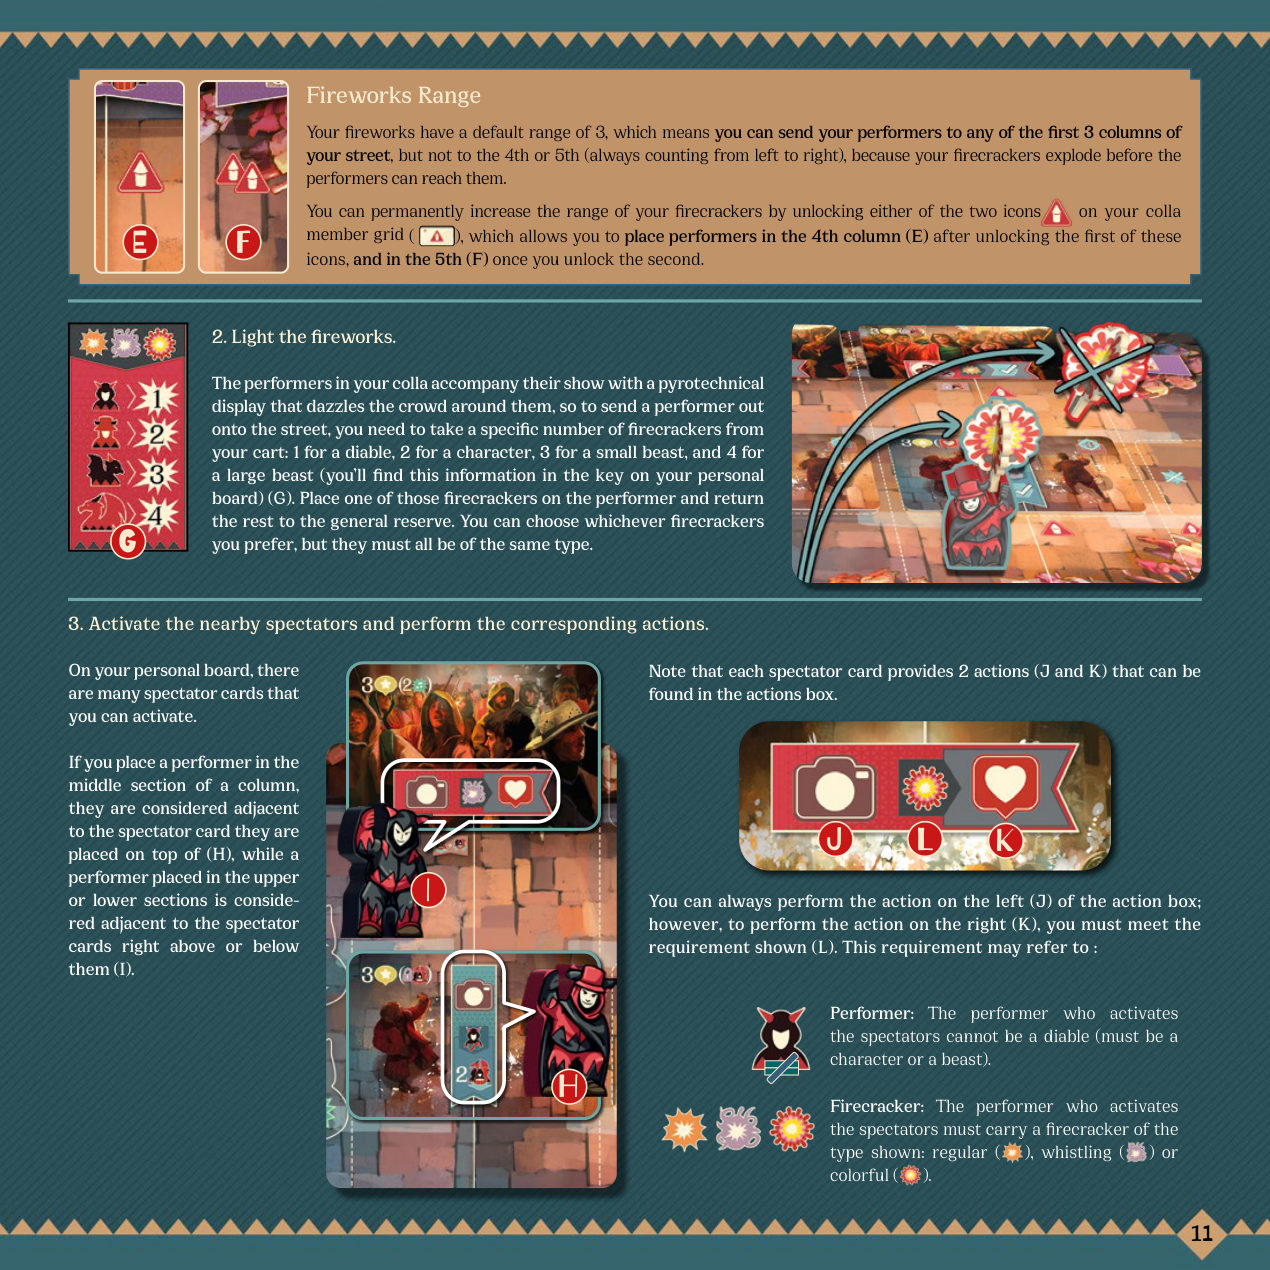 Fireworks Range
Your fireworks have a default range of 3, which means you can send your performers to any of the first 3 columns of
your street, but not to the 4th or 5th (always counting from left to right), because your firecrackers explode before the
performers can reach them.
You can permanently increase the range of your firecrackers by unlocking either of the two icons on your colla
member grid ( ), which allows you to place performers in the 4th column (E) after unlocking the first of these
icons, and in the 5th (F) once you unlock the second.
E
F
2. Light the fireworks.
The performers in your colla accompany their show with a pyrotechnical
display that dazzles the crowd around them, so to send a performer out
onto the street, you need to take a specific number of firecrackers from
your cart: 1 for a diable, 2 for a character, 3 for a small beast, and 4 for
a large beast (you'll find this information in the key on your personal
board) (G). Place one of those firecrackers on the performer and return
the rest to the general reserve. You can choose whichever firecrackers
you prefer, but they must all be of the same type.
1
2
3
4
G
3
3. Activate the nearby spectators and perform the corresponding actions.
On your personal board, there
are many spectator cards that
you can activate.
If you place a performer in the
middle section of a column,
they are considered adjacent
to the spectator card they are
placed on top of (H), while a
performer placed in the upper
or lower sections is conside-
red adjacent to the spectator
cards right above or below
them (I).
3 (2 )
I
3 ( )
2
H
Note that each spectator card provides 2 actions (J and K) that can be
found in the actions box.
J
L
K
You can always perform the action on the left (J) of the action box;
however, to perform the action on the right (K), you must meet the
requirement shown (L). This requirement may refer to :
Performer: The performer who activates
the spectators cannot be a diable (must be a
character or a beast).
Firecracker: The performer who activates
the spectators must carry a firecracker of the
type shown: regular ( ), whistling ( ) or
colorful ( ).
11